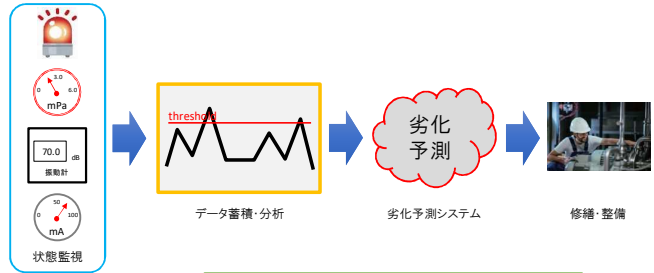 3.0
0
6.0
mPa
70.0
dB
振動計
50
0
100
mA
状態監視
threshold
データ蓄積・分析
劣化
予測
劣化予測システム
修繕・整備